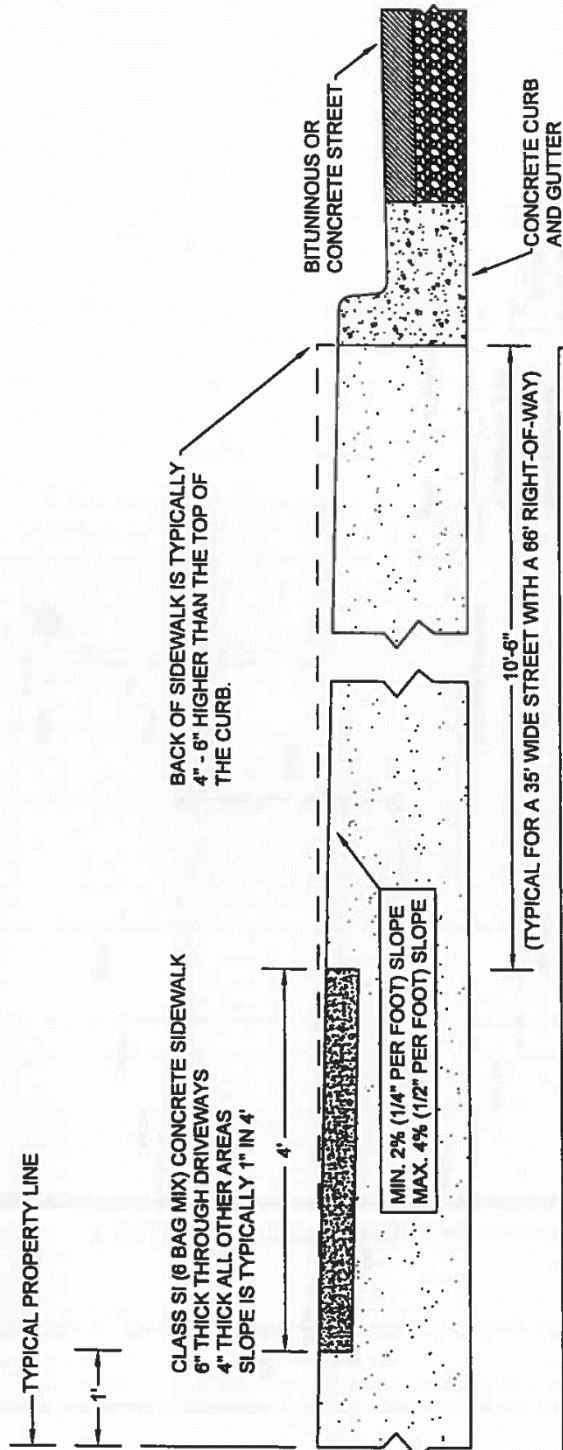 TYPICAL PROPERTY LINE
1'
CLASS SI (6 BAG MIX) CONCRETE SIDEWALK
6" THICK THROUGH DRIVEWAYS
4" THICK ALL OTHER AREAS
SLOPE IS TYPICALLY 1" IN 4'
4'
MIN. 2% (1/4" PER FOOT) SLOPE
MAX. 4% (1/2" PER FOOT) SLOPE
BACK OF SIDEWALK IS TYPICALLY
4" - 6" HIGHER THAN THE TOP OF
THE CURB.
10'-6"
(TYPICAL FOR A 35' WIDE STREET WITH A 66' RIGHT-OF-WAY)
BITUNINOUS OR
CONCRETE STREET
CONCRETE CURB
AND GUTTER